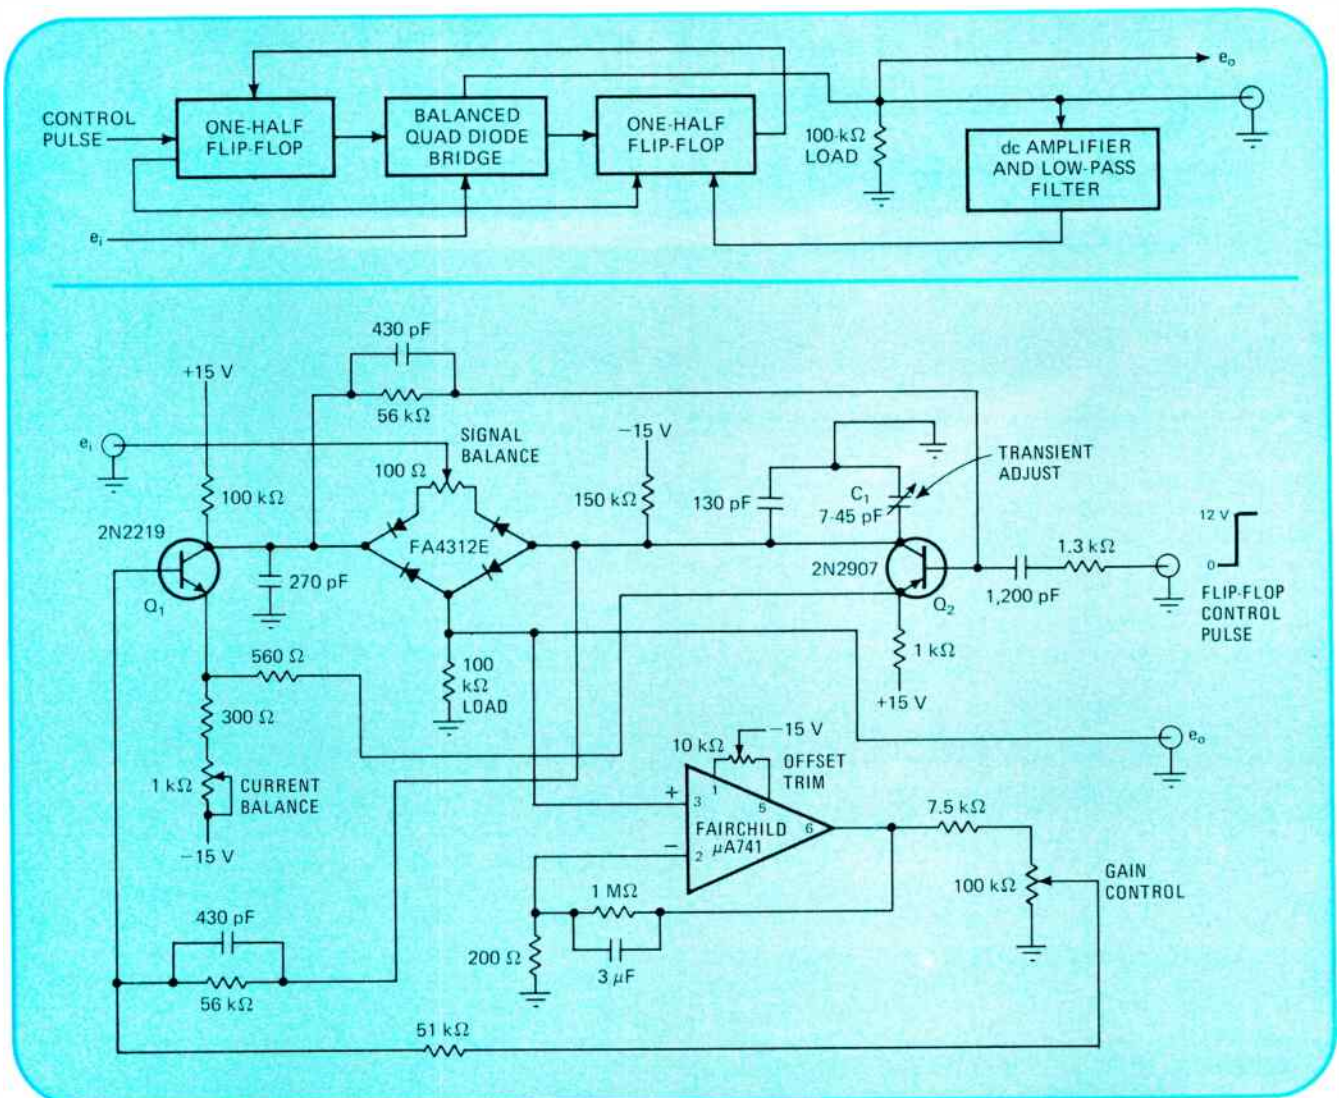 CONTROL
PULSE
ONE-HALF
FLIP-FLOP
BALANCED
QUAD DIODE
BRIDGE
ONE-HALF
FLIP-FLOP
100-kΩ
LOAD
dc AMPLIFIER
AND LOW-PASS
FILTER
eₒ
eᵢ
430 pF
56 kΩ
+15 V
eᵢ
SIGNAL
BALANCE
100 Ω
−15 V
TRANSIENT
ADJUST
100 kΩ
150 kΩ
130 pF
C₁
7-45 pF
2N2219
FA4312E
12 V
0
1.3 kΩ
270 pF
2N2907
1,200 pF
Q₁
Q₂
FLIP-FLOP
CONTROL
PULSE
560 Ω
100
kΩ
LOAD
1 kΩ
+15 V
300 Ω
1 kΩ
CURRENT
BALANCE
−15 V
−15 V
10 kΩ
OFFSET
TRIM
eₒ
1
5
+
3
6
FAIRCHILD
μA741
−
2
7.5 kΩ
100 kΩ
GAIN
CONTROL
1 MΩ
3 μF
200 Ω
430 pF
56 kΩ
51 kΩ